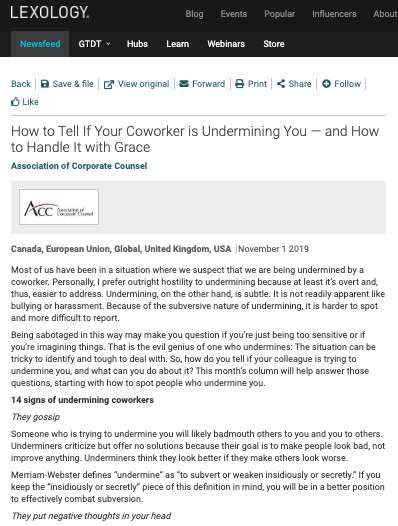 LEXOLOGY.
Blog Events Popular Influencers About
Newsfeed GTDT Hubs Learn Webinars Store
Back Save & file View original Forward Print Share Follow
Like
How to Tell If Your Coworker is Undermining You — and How
to Handle It with Grace
Association of Corporate Counsel
ACC Association of
Corporate Counsel
Canada, European Union, Global, United Kingdom, USA November 1 2019
Most of us have been in a situation where we suspect that we are being undermined by a
coworker. Personally, I prefer outright hostility to undermining because at least it's overt and,
thus, easier to address. Undermining, on the other hand, is subtle. It is not readily apparent like
bullying or harassment. Because of the subversive nature of undermining, it is harder to spot
and more difficult to report.
Being sabotaged in this way may make you question if you're just being too sensitive or if
you're imagining things. That is the evil genius of one who undermines: The situation can be
tricky to identify and tough to deal with. So, how do you tell if your colleague is trying to
undermine you, and what can you do about it? This month's column will help answer those
questions, starting with how to spot people who undermine you.
14 signs of undermining coworkers
They gossip
Someone who is trying to undermine you will likely badmouth others to you and you to others.
Underminers criticize but offer no solutions because their goal is to make people look bad, not
improve anything. Underminers think they look better if they make others look worse.
Merriam-Webster defines "undermine" as "to subvert or weaken insidiously or secretly." If you
keep the "insidiously or secretly" piece of this definition in mind, you will be in a better position
to effectively combat subversion.
They put negative thoughts in your head